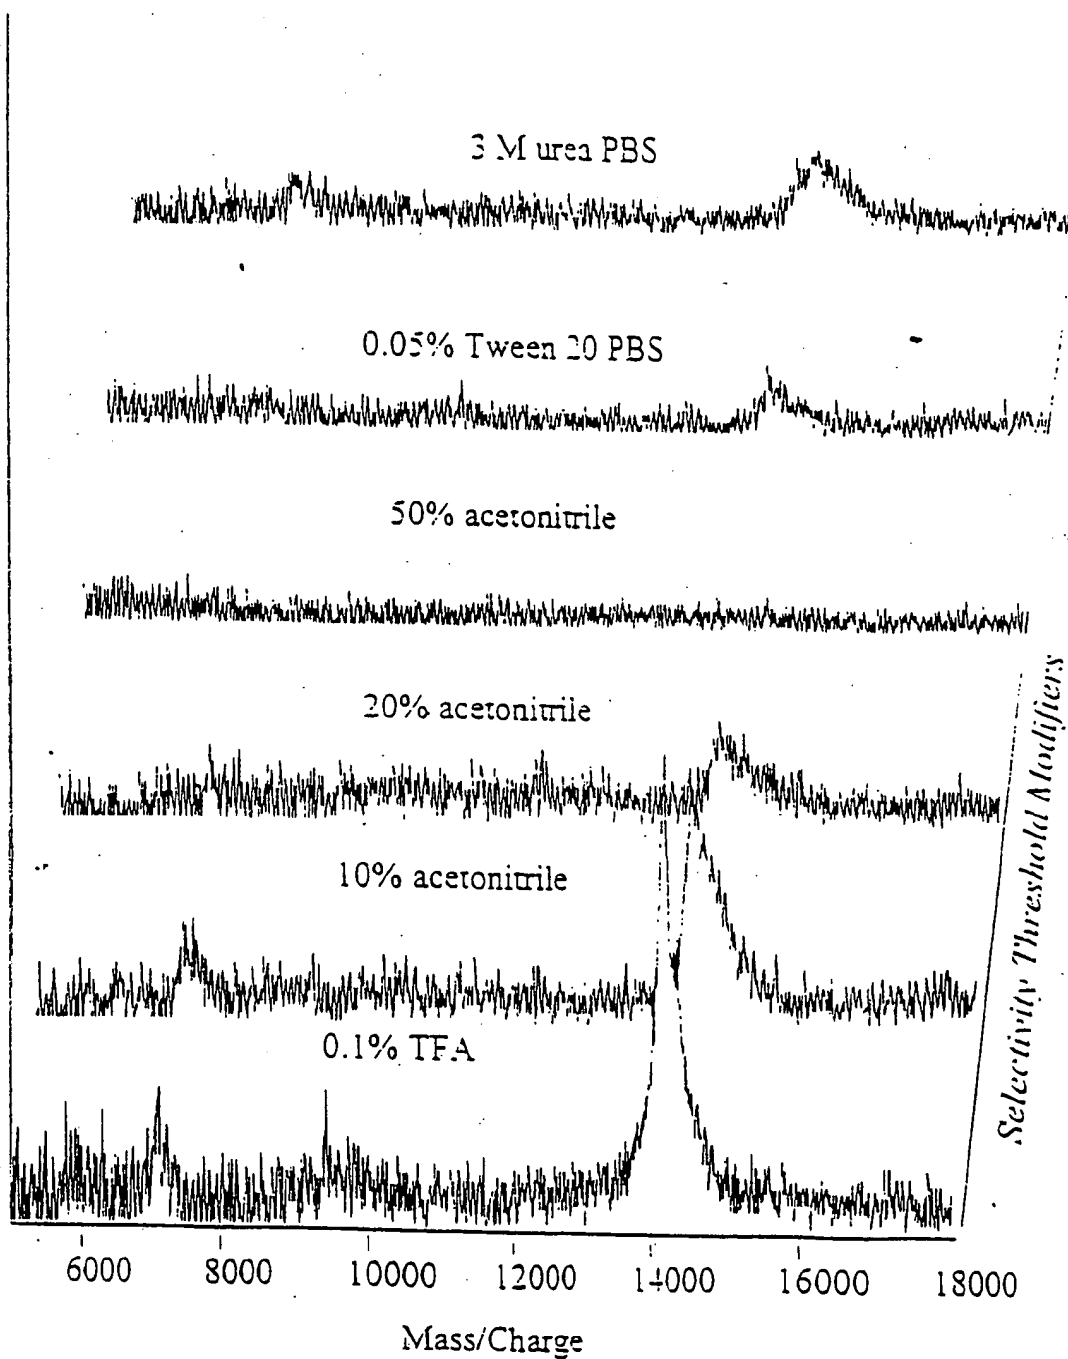 3 M urea PBS
0.05% Tween 20 PBS
50% acetonitrile
20% acetonitrile
10% acetonitrile
0.1% TFA
Selectivity Threshold Modifiers
6000 8000 10000 12000 14000 16000 18000
Mass/Charge